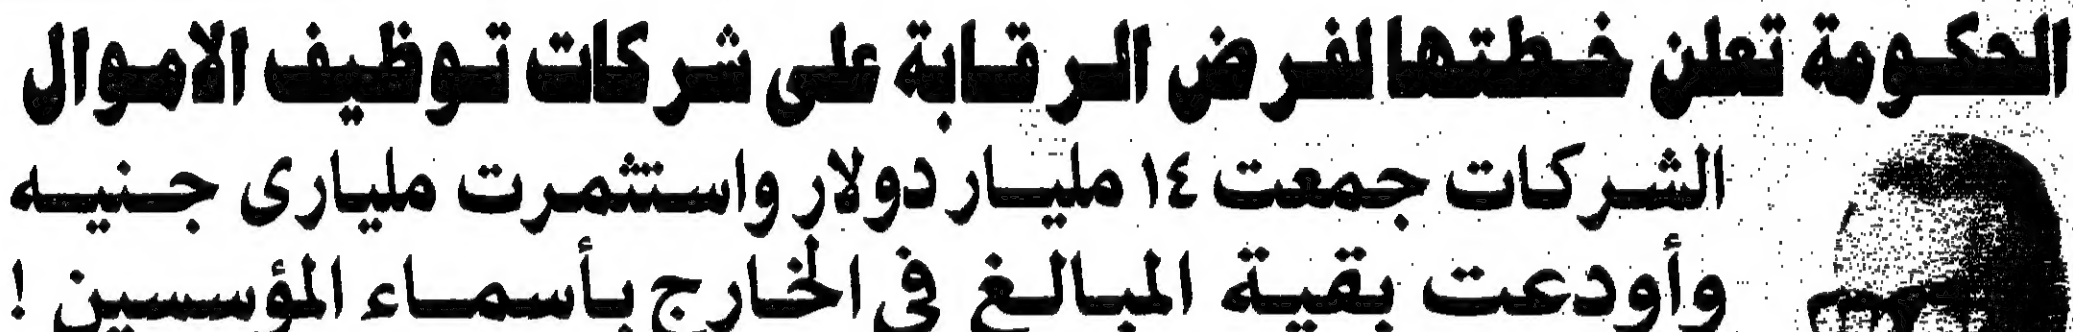 الحكومة تعلن خطتها لفرض الرقابة على شركات توظيف الاموال
الشركات جمعت ١٤ مليار دولار واستثمرت مليارى جنيه
وأودعت بقية المبالغ فى الخارج بأسماء المؤسسين !